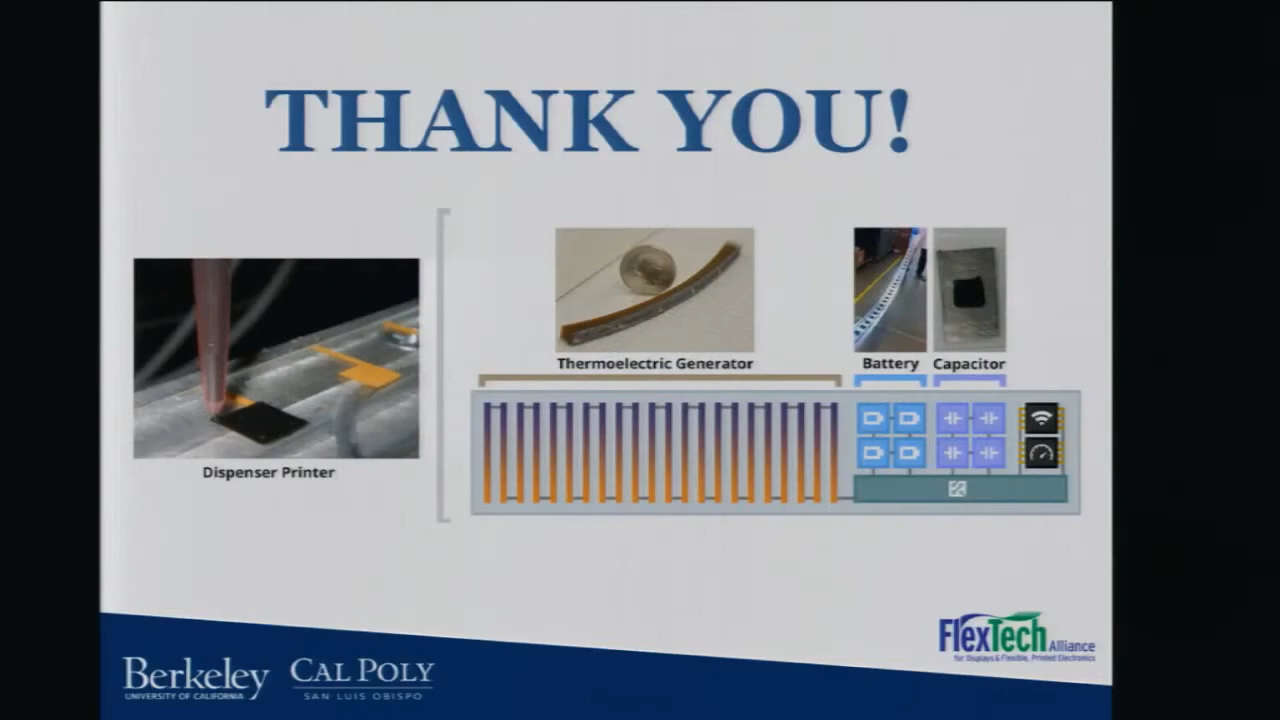 THANK YOU!
Thermoelectric Generator
Battery
Capacitor
Dispenser Printer
FlexTech Alliance
for Displays & Flexible, Printed Electronics
Berkeley
UNIVERSITY OF CALIFORNIA
CAL POLY
SAN LUIS OBISPO